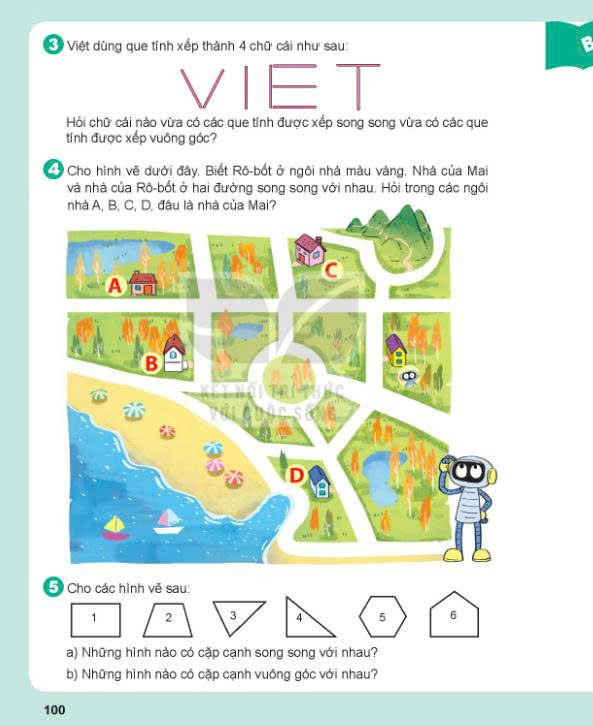 B
3 Việt dùng que tính xếp thành 4 chữ cái như sau:
VIET
Hỏi chữ cái nào vừa có các que tính được xếp song song vừa có các que
tính được xếp vuông góc?
4 Cho hình vẽ dưới đây. Biết Rô-bốt ở ngôi nhà màu vàng. Nhà của Mai
và nhà của Rô-bốt ở hai đường song song với nhau. Hỏi trong các ngôi
nhà A, B, C, D, đâu là nhà của Mai?
A
C
B
KẾT NỐI TRI THỨC
VỚI CUỘC SỐNG
D
5 Cho các hình vẽ sau:
1 2 3 4 5 6
a) Những hình nào có cặp cạnh song song với nhau?
b) Những hình nào có cặp cạnh vuông góc với nhau?
100